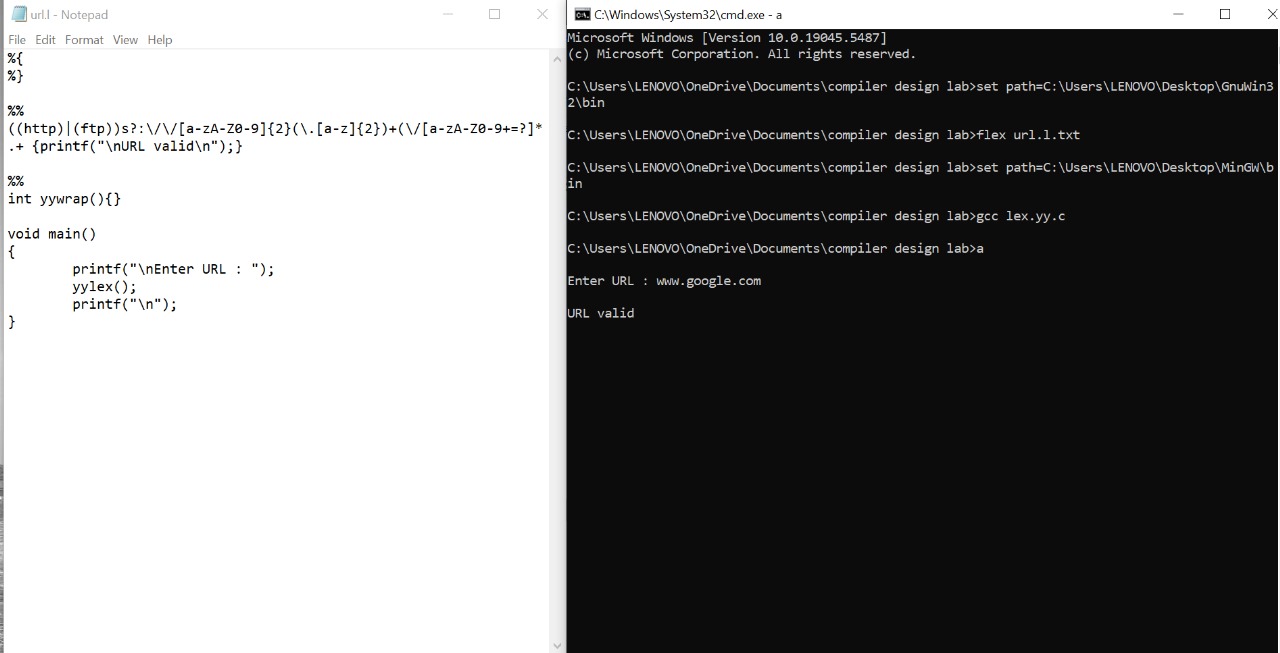 url.l - Notepad
File Edit Format View Help
%{
%}
%%
((http)|(ftp))s?:\/\/[a-zA-Z0-9]{2}(\.[a-z]{2})+(\/[a-zA-Z0-9+=?]*
.+ {printf("\nURL valid\n");}
%%
int yywrap(){}
void main()
{
printf("\nEnter URL : ");
yylex();
printf("\n");
}
C:\Windows\System32\cmd.exe - a
Microsoft Windows [Version 10.0.19045.5487]
(c) Microsoft Corporation. All rights reserved.
C:\Users\LENOVO\OneDrive\Documents\compiler design lab>set path=C:\Users\LENOVO\Desktop\GnuWin3
2\bin
C:\Users\LENOVO\OneDrive\Documents\compiler design lab>flex url.l.txt
C:\Users\LENOVO\OneDrive\Documents\compiler design lab>set path=C:\Users\LENOVO\Desktop\MinGW\b
in
C:\Users\LENOVO\OneDrive\Documents\compiler design lab>gcc lex.yy.c
C:\Users\LENOVO\OneDrive\Documents\compiler design lab>a
Enter URL : www.google.com
URL valid